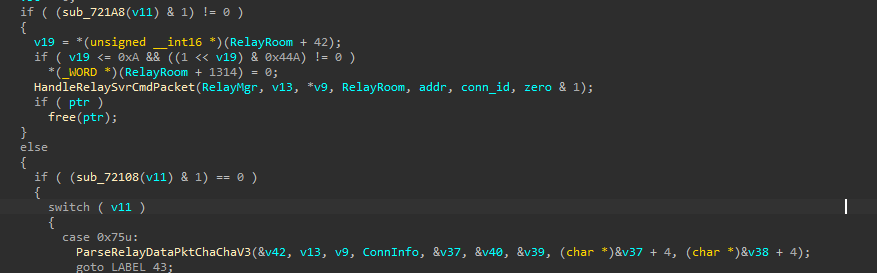 if ( (sub_721A8(v11) & 1) != 0 )
{
v19 = *(unsigned __int16 *)(RelayRoom + 42);
if ( v19 <= 0xA && ((1 << v19) & 0x44A) != 0 )
*(_WORD *)(RelayRoom + 1314) = 0;
HandleRelaySvrCmdPacket(RelayMgr, v13, *v9, RelayRoom, addr, conn_id, zero & 1);
if ( ptr )
free(ptr);
}
else
{
if ( (sub_72108(v11) & 1) == 0 )
{
switch ( v11 )
{
case 0x75u:
ParseRelayDataPktChaChaV3(&v42, v13, v9, ConnInfo, &v37, &v40, &v39, (char *)&v37 + 4, (char *)&v38 + 4);
goto LABEL_43;